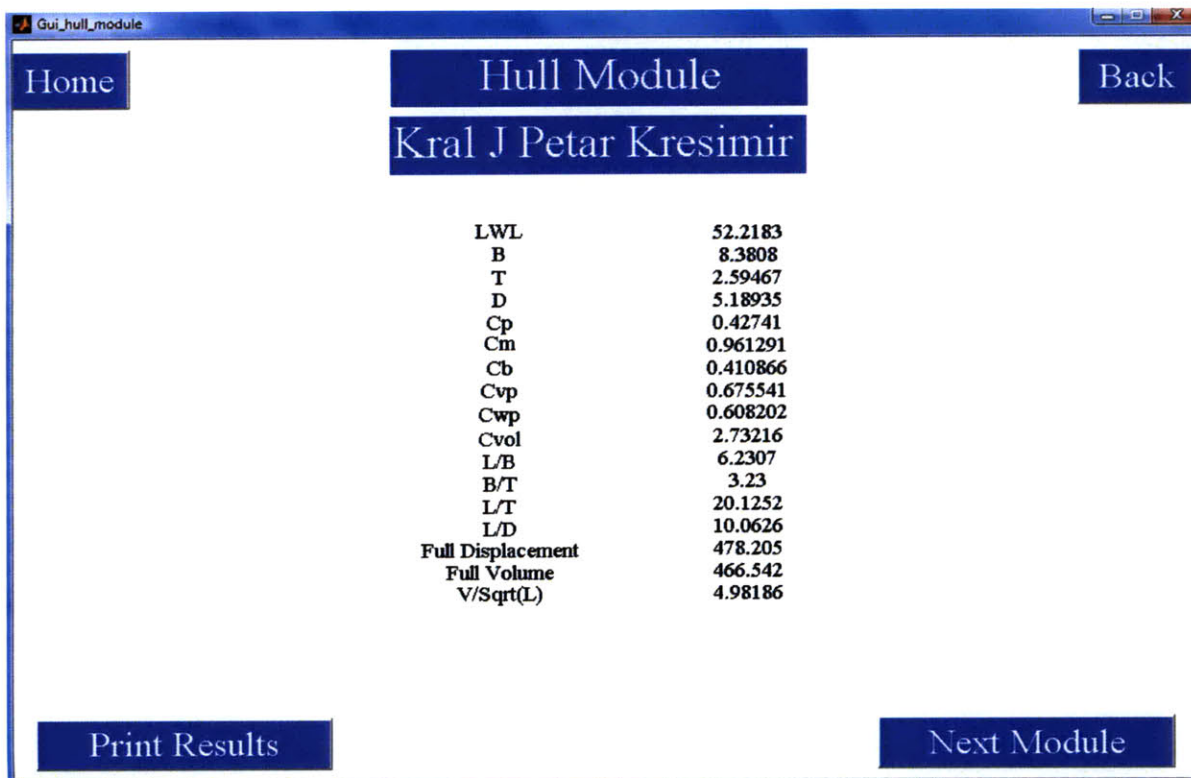 Gui_hull_module
Home
Hull Module
Back
Kral J Petar Kresimir
LWL 52.2183
B 8.3808
T 2.59467
D 5.18935
Cp 0.42741
Cm 0.961291
Cb 0.410866
Cvp 0.675541
Cwp 0.608202
Cvol 2.73216
L/B 6.2307
B/T 3.23
L/T 20.1252
L/D 10.0626
Full Displacement 478.205
Full Volume 466.542
V/Sqrt(L) 4.98186
Print Results
Next Module